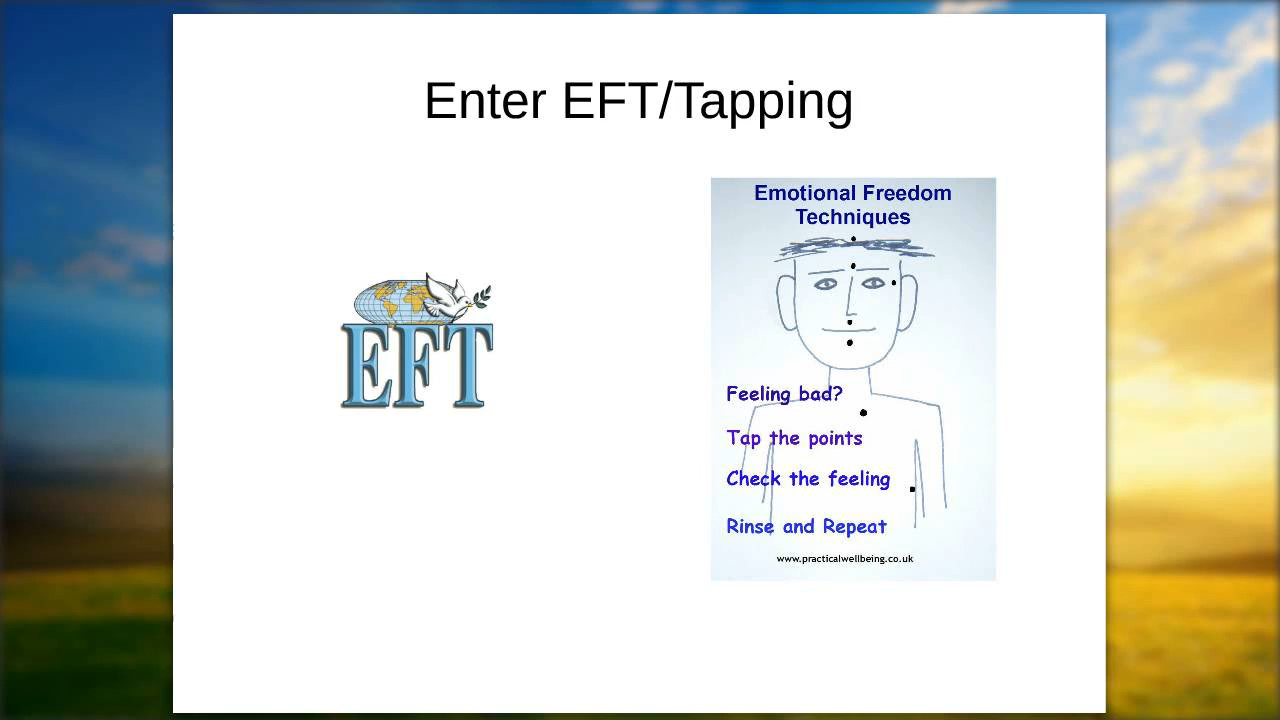 Enter EFT/Tapping
EFT
Emotional Freedom
Techniques
Feeling bad?
Tap the points
Check the feeling
Rinse and Repeat
www.practicalwellbeing.co.uk